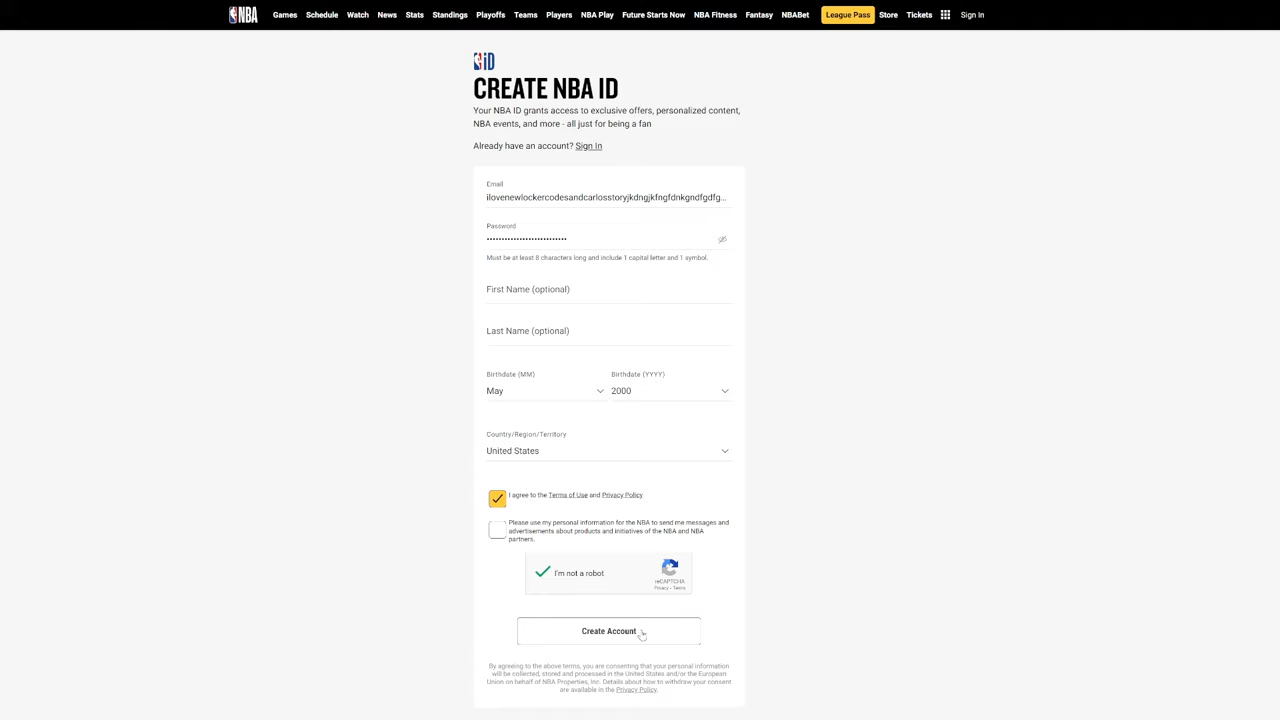 NBA Games Schedule Watch News Stats Standings Playoffs Teams Players NBA Play Future Starts Now NBA Fitness Fantasy NBABet League Pass Store Tickets Sign In
iD
CREATE NBA ID
Your NBA ID grants access to exclusive offers, personalized content,
NBA events, and more - all just for being a fan
Already have an account? Sign In
Email
ilovenewlockercodesandcarlosstoryjkdngjkfngfdnkgndfgdfg...
Password
Must be at least 8 characters long and include 1 capital letter and 1 symbol.
First Name (optional)
Last Name (optional)
Birthdate (MM) Birthdate (YYYY)
May 2000
Country/Region/Territory
United States
I agree to the Terms of Use and Privacy Policy
Please use my personal information for the NBA to send me messages and
advertisements about products and initiatives of the NBA and NBA
partners.
I'm not a robot
reCAPTCHA
Privacy - Terms
Create Account
By agreeing to the above terms, you are consenting that your personal information
will be collected, stored and processed in the United States and/or the European
Union on behalf of NBA Properties, Inc. Details about how to withdraw your consent
are available in the Privacy Policy.